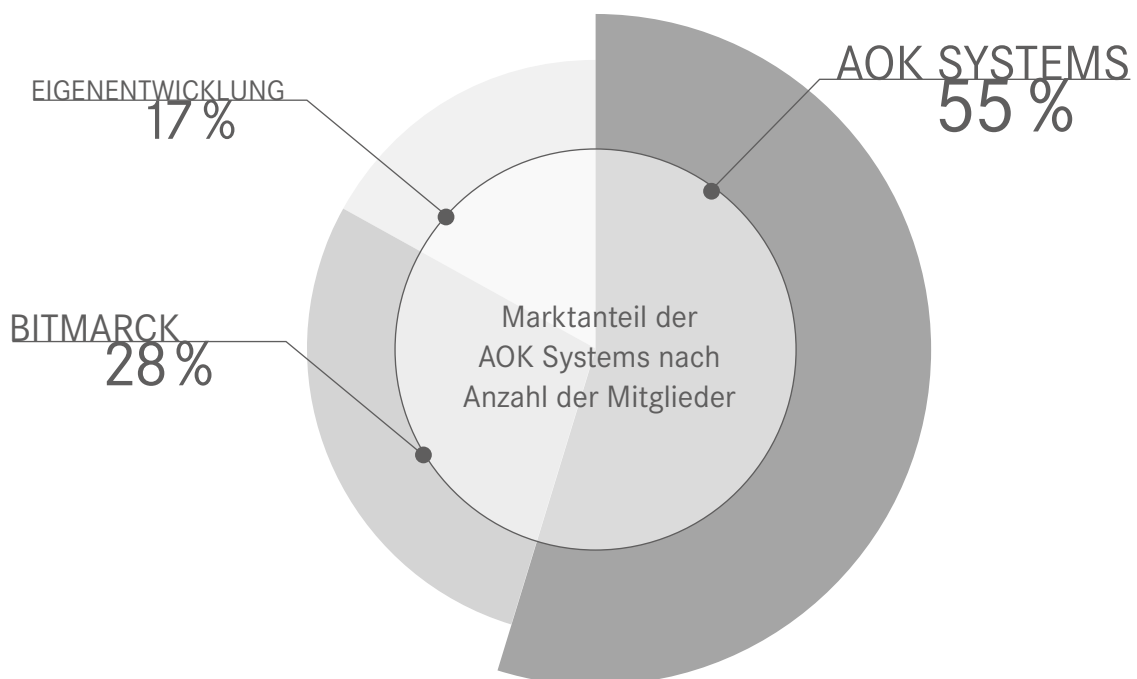 EIGENENTWICKLUNG
17 %
AOK SYSTEMS
55 %
BITMARCK
28 %
Marktanteil der
AOK Systems nach
Anzahl der Mitglieder